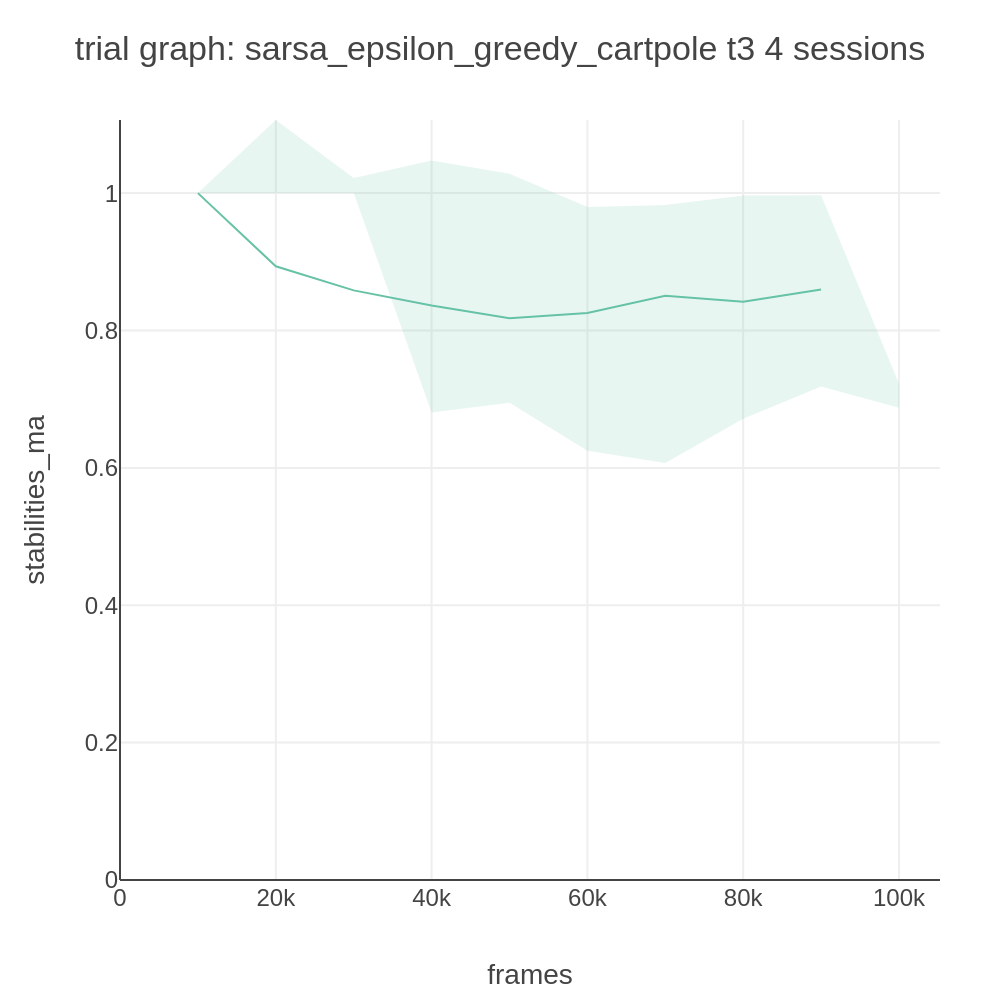 trial graph: sarsa_epsilon_greedy_cartpole t3 4 sessions
stabilities_ma
1
0.8
0.6
0.4
0.2
0
0
20k
40k
60k
80k
100k
frames